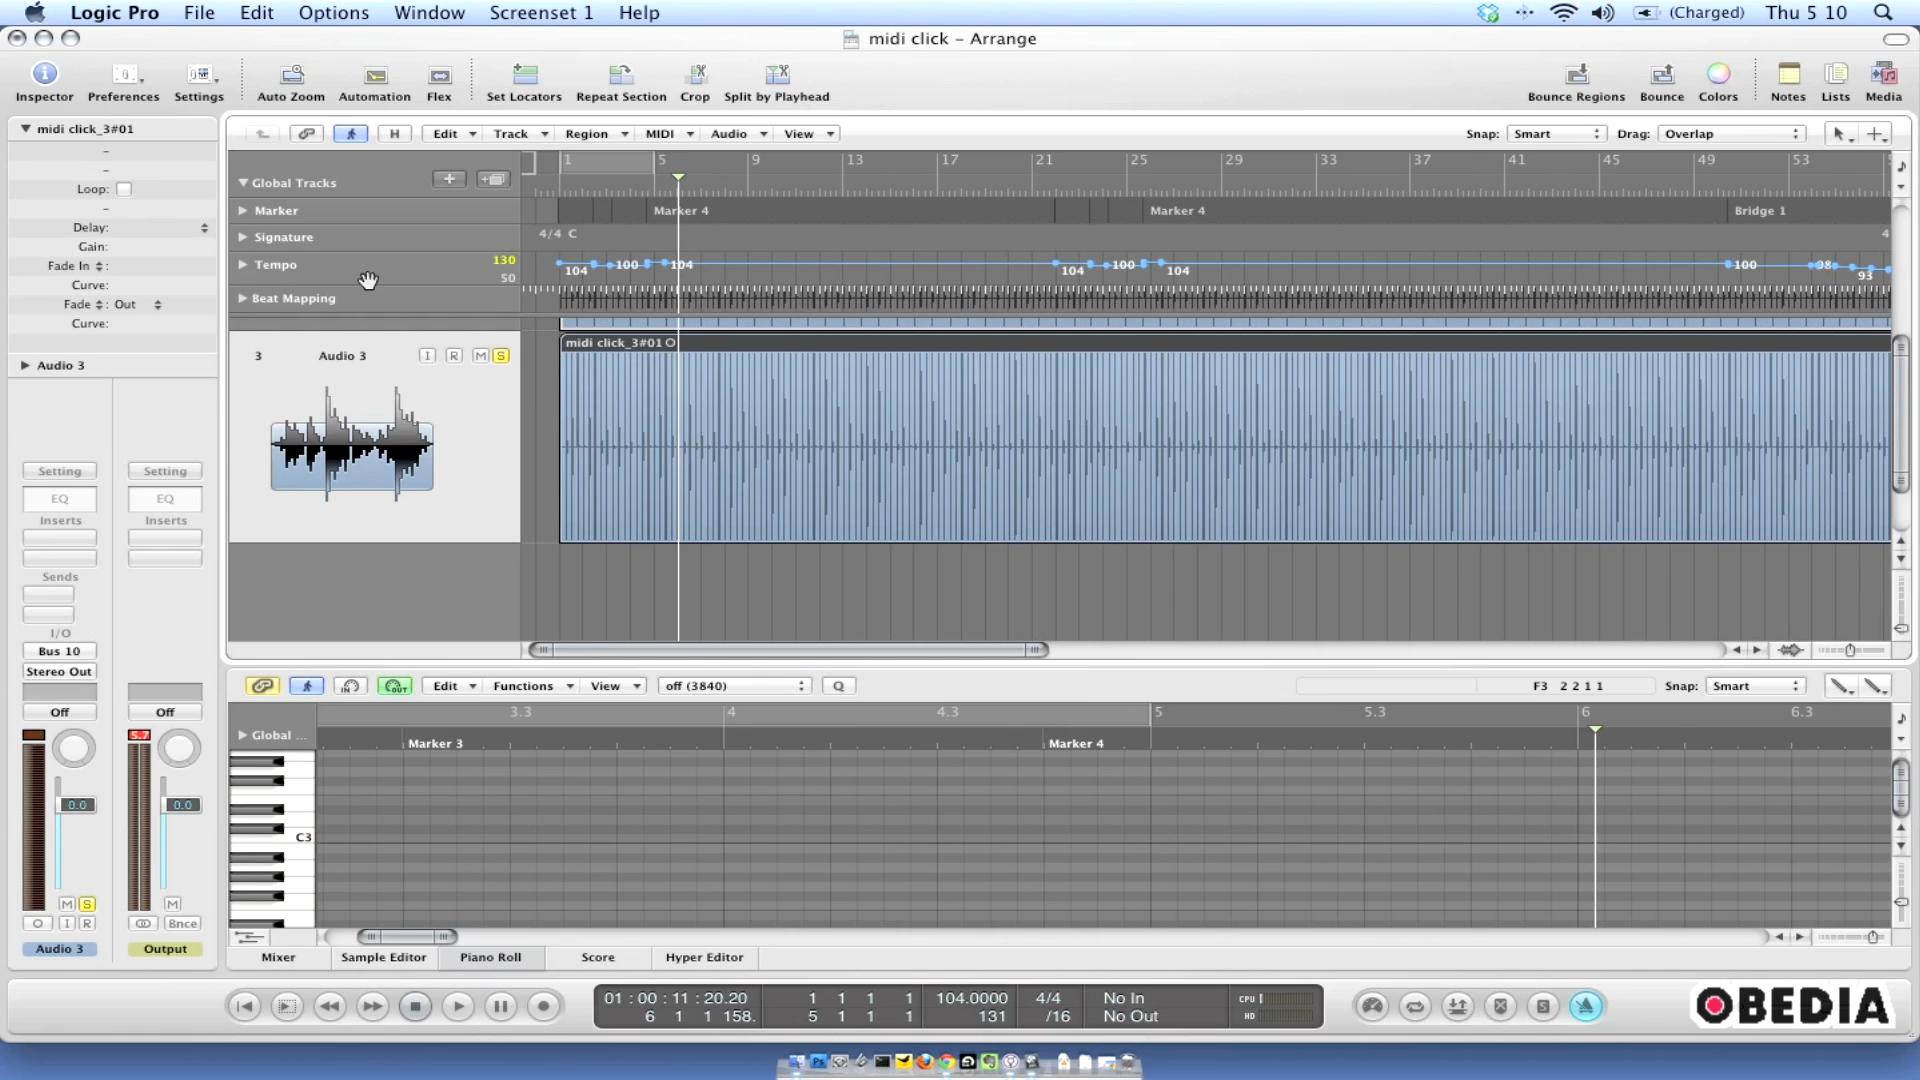 Logic Pro File Edit Options Window Screenset 1 Help (Charged) Thu 5 10
midi click – Arrange
Inspector Preferences Settings Auto Zoom Automation Flex Set Locators Repeat Section Crop Split by Playhead Bounce Regions Bounce Colors Notes Lists Media
midi click_3#01
H Edit Track Region MIDI Audio View Snap: Smart Drag: Overlap
–
1 5 9 13 17 21 25 29 33 37 41 45 49 53
–
Loop:
Global Tracks
–
Marker Marker 4 Marker 4 Bridge 1
Delay:
Signature 4/4 C 4
Gain:
Tempo 130 50 104 100 104 104 100 104 100 98 93
Fade In :
Curve:
Beat Mapping
Fade : Out
Curve:
midi click_3#01
3 Audio 3 I R M S
Audio 3
Setting Setting
EQ EQ
Inserts Inserts
Sends
I/O
Bus 10
Stereo Out
IN OUT Edit Functions View off (3840) Q F3 2 2 1 1 Snap: Smart
Off Off
3.3 4 4.3 5 5.3 6 6.3
5.7
Global ... Marker 3 Marker 4
0.0 0.0
C3
M S M
I R Bnce
Audio 3 Output
Mixer Sample Editor Piano Roll Score Hyper Editor
01 : 00 : 11 : 20.20 1 1 1 1 104.0000 4/4 No In CPU
6 1 1 158. 5 1 1 1 131 /16 No Out HD
S
OBEDIA
Ps